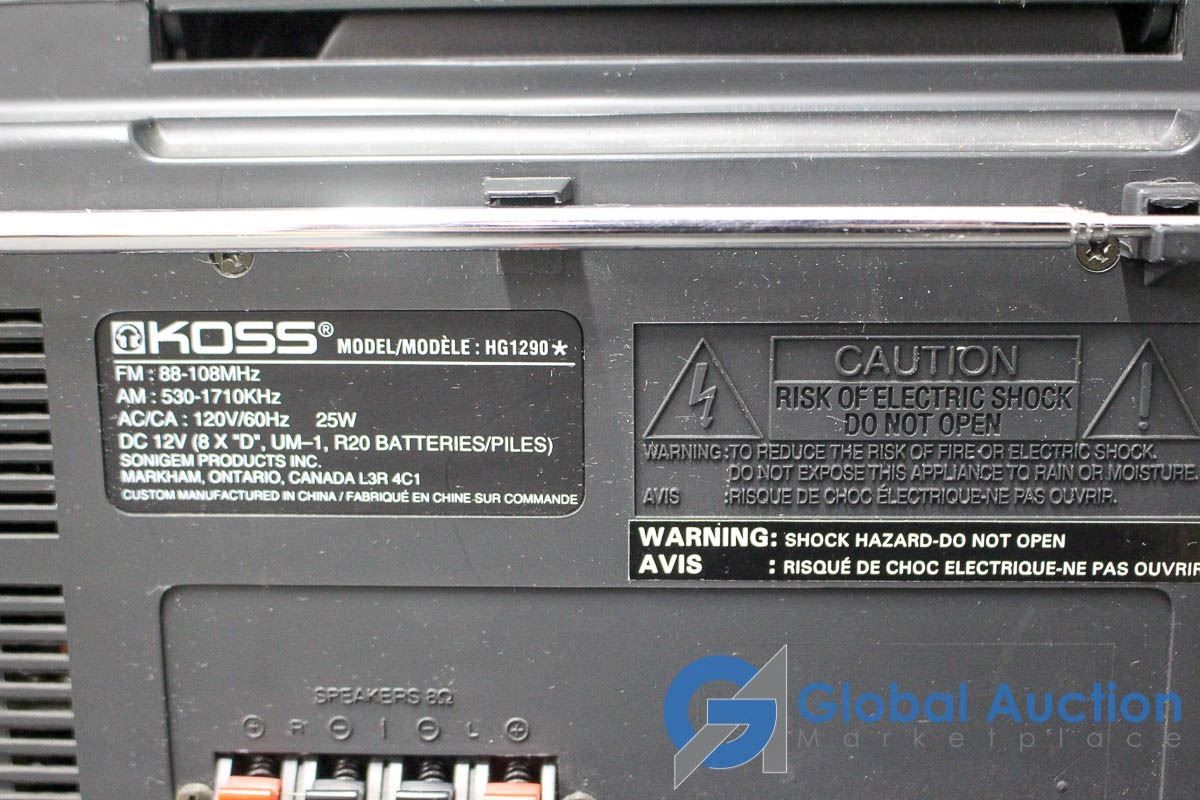 KOSS® MODEL/MODÈLE : HG1290★
FM : 88-108MHz
AM : 530-1710KHz
AC/CA : 120V/60Hz 25W
DC 12V (8 X "D", UM–1, R20 BATTERIES/PILES)
SONIGEM PRODUCTS INC.
MARKHAM, ONTARIO, CANADA L3R 4C1
CUSTOM MANUFACTURED IN CHINA / FABRIQUÉ EN CHINE SUR COMMANDE
CAUTION
RISK OF ELECTRIC SHOCK
DO NOT OPEN
WARNING :TO REDUCE THE RISK OF FIRE OR ELECTRIC SHOCK.
DO NOT EXPOSE THIS APPLIANCE TO RAIN OR MOISTURE
AVIS :RISQUE DE CHOC ÉLECTRIQUE-NE PAS OUVRIR.
WARNING: SHOCK HAZARD-DO NOT OPEN
AVIS : RISQUÉ DE CHOC ELECTRIQUE-NE PAS OUVRIR
SPEAKERS 8Ω
+ R – | – L +
GA Global Auction
Marketplace